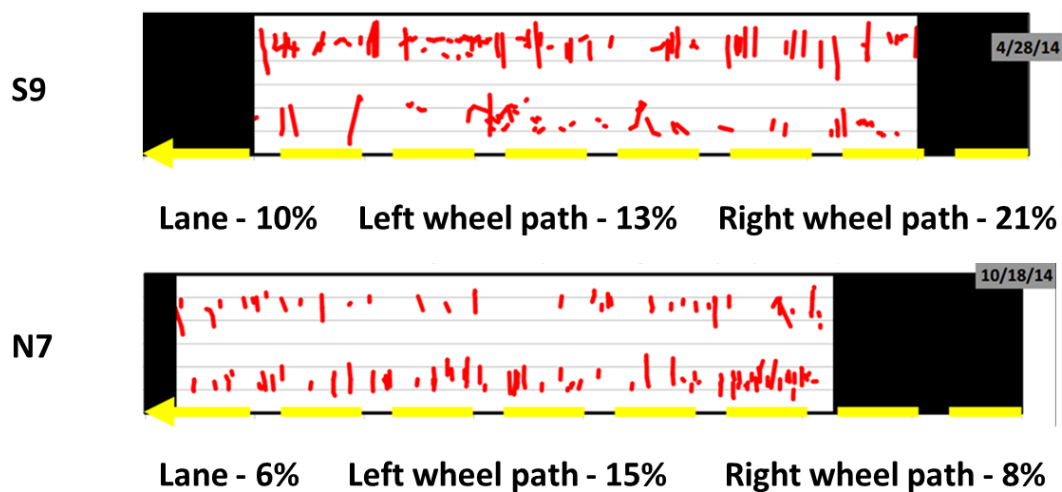 4/28/14
S9
Lane - 10% Left wheel path - 13% Right wheel path - 21%
10/18/14
N7
Lane - 6% Left wheel path - 15% Right wheel path - 8%